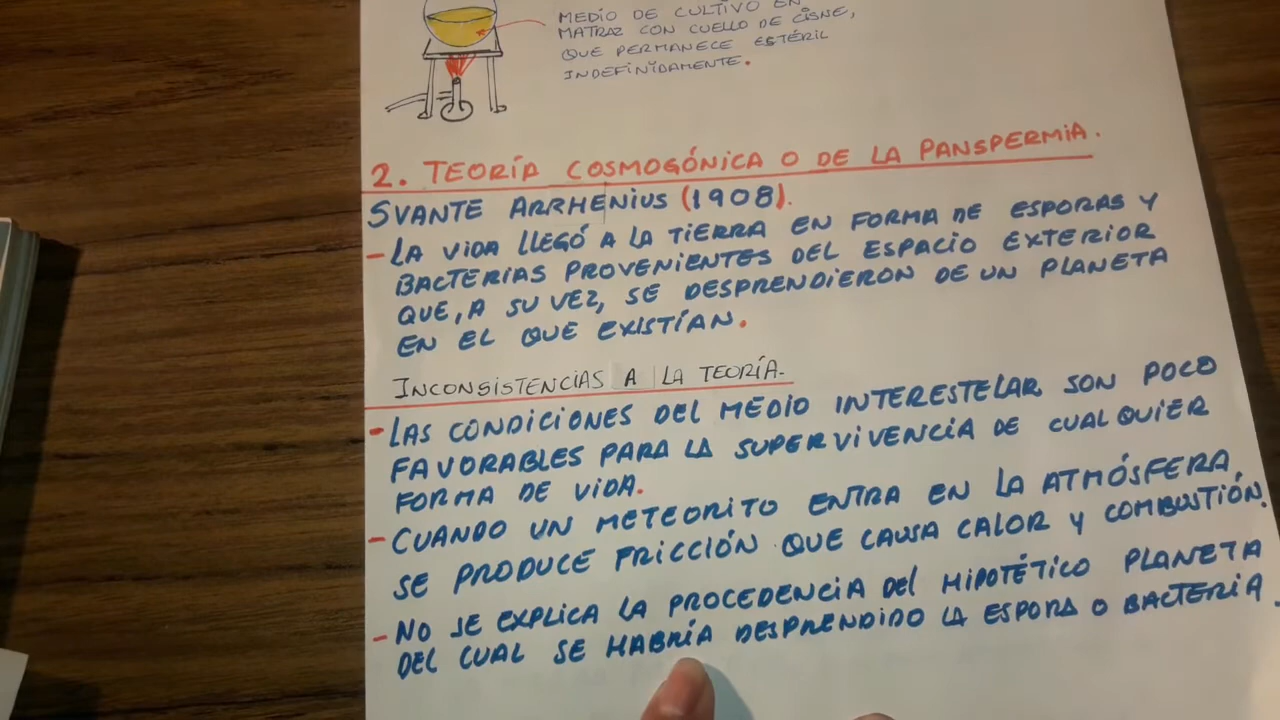 MEDIO DE CULTIVO EN
MATRAZ CON CUELLO DE CISNE,
QUE PERMANECE ESTÉRIL
INDEFINIDAMENTE.
2. TEORÍA COSMOGÓNICA O DE LA PANSPERMIA.
SVANTE ARRHENIUS (1908).
- LA VIDA LLEGÓ A LA TIERRA EN FORMA DE ESPORAS Y
BACTERIAS PROVENIENTES DEL ESPACIO EXTERIOR
QUE, A SU VEZ, SE DESPRENDIERON DE UN PLANETA
EN EL QUE EXISTÍAN.
INCONSISTENCIAS A LA TEORÍA.
- LAS CONDICIONES DEL MEDIO INTERESTELAR SON POCO
FAVORABLES PARA LA SUPERVIVENCIA DE CUALQUIER
FORMA DE VIDA.
- CUANDO UN METEORITO ENTRA EN LA ATMÓSFERA,
SE PRODUCE FRICCIÓN QUE CAUSA CALOR Y COMBUSTIÓN.
- NO SE EXPLICA LA PROCEDENCIA DEL HIPOTÉTICO PLANETA
DEL CUAL SE HABRÍA DESPRENDIDO LA ESPORA O BACTERIA.